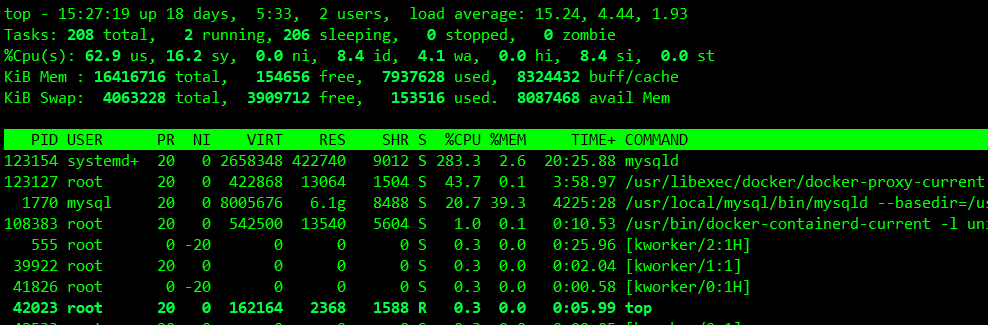 top - 15:27:19 up 18 days,  5:33,  2 users,  load average: 15.24, 4.44, 1.93
Tasks: 208 total,   2 running, 206 sleeping,   0 stopped,   0 zombie
%Cpu(s): 62.9 us, 16.2 sy,  0.0 ni,  8.4 id,  4.1 wa,  0.0 hi,  8.4 si,  0.0 st
KiB Mem : 16416716 total,   154656 free,  7937628 used,  8324432 buff/cache
KiB Swap:  4063228 total,  3909712 free,   153516 used.  8087468 avail Mem
PID USER PR NI VIRT RES SHR S %CPU %MEM TIME+ COMMAND
123154 systemd+ 20 0 2658348 422740 9012 S 283.3 2.6 20:25.88 mysqld
123127 root 20 0 422868 13064 1504 S 43.7 0.1 3:58.97 /usr/libexec/docker/docker-proxy-current
1770 mysql 20 0 8005676 6.1g 8488 S 20.7 39.3 4225:28 /usr/local/mysql/bin/mysqld --basedir=/us
108383 root 20 0 542500 13540 5604 S 1.0 0.1 0:10.53 /usr/bin/docker-containerd-current -l uni
555 root 0 -20 0 0 0 S 0.3 0.0 0:25.96 [kworker/2:1H]
39922 root 20 0 0 0 0 S 0.3 0.0 0:02.04 [kworker/1:1]
41826 root 0 -20 0 0 0 S 0.3 0.0 0:00.58 [kworker/0:1H]
42023 root 20 0 162164 2368 1588 R 0.3 0.0 0:05.99 top